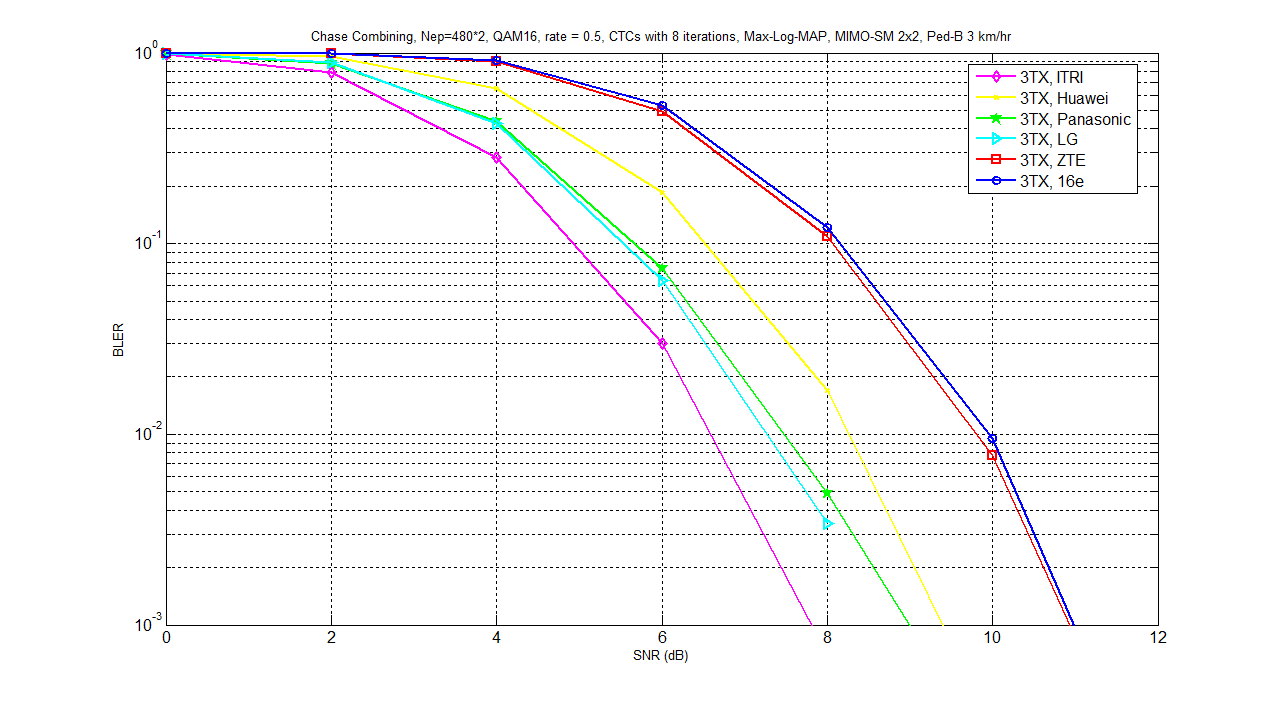 Chase Combining, Nep=480*2, QAM16, rate = 0.5, CTCs with 8 iterations, Max-Log-MAP, MIMO-SM 2x2, Ped-B 3 km/hr
10^0
3TX, ITRI
3TX, Huawei
3TX, Panasonic
3TX, LG
3TX, ZTE
3TX, 16e
10^-1
BLER
10^-2
10^-3
0 2 4 6 8 10 12
SNR (dB)